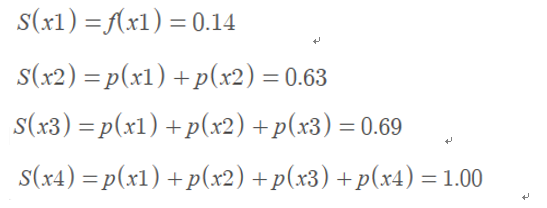 S(x1) = f(x1) = 0.14
S(x2) = p(x1) + p(x2) = 0.63
S(x3) = p(x1) + p(x2) + p(x3) = 0.69
S(x4) = p(x1) + p(x2) + p(x3) + p(x4) = 1.00